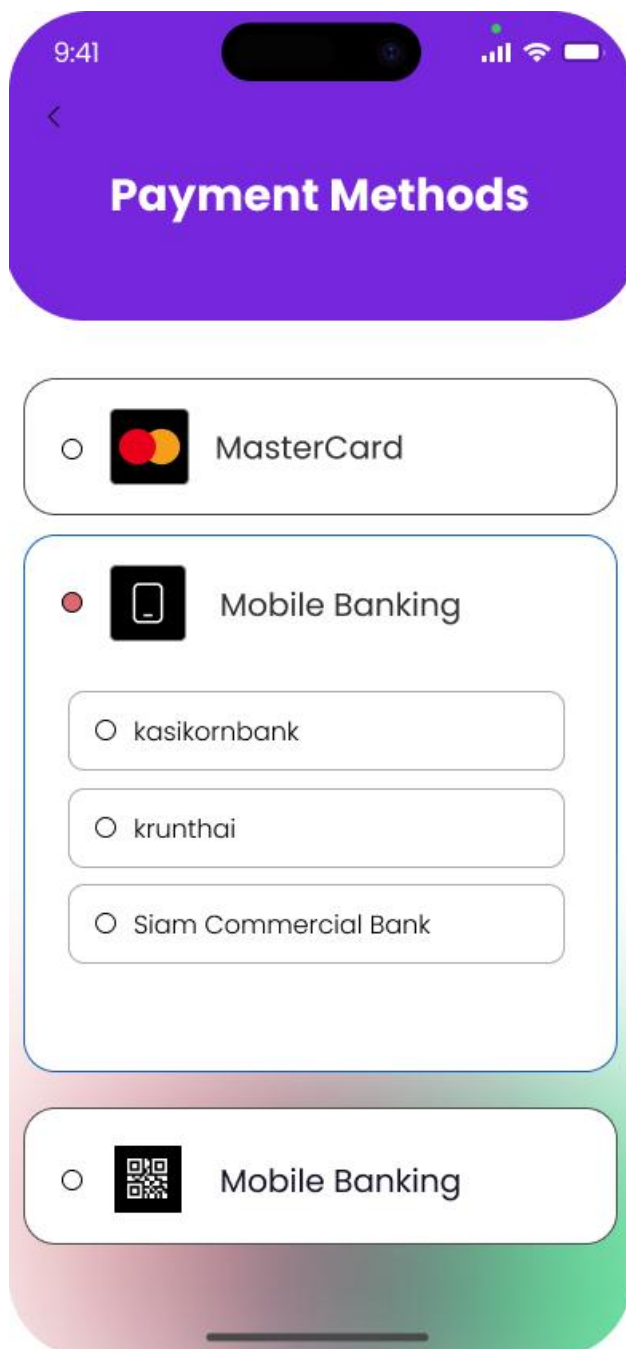 9:41
Payment Methods
MasterCard
Mobile Banking
kasikornbank
krunthai
Siam Commercial Bank
Mobile Banking